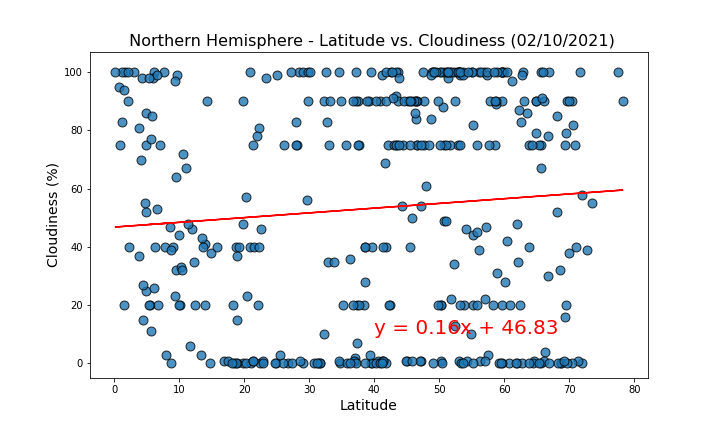 Northern Hemisphere - Latitude vs. Cloudiness (02/10/2021)
100
80
60
40
20
0
Cloudiness (%)
y = 0.16x + 46.83
0 10 20 30 40 50 60 70 80
Latitude